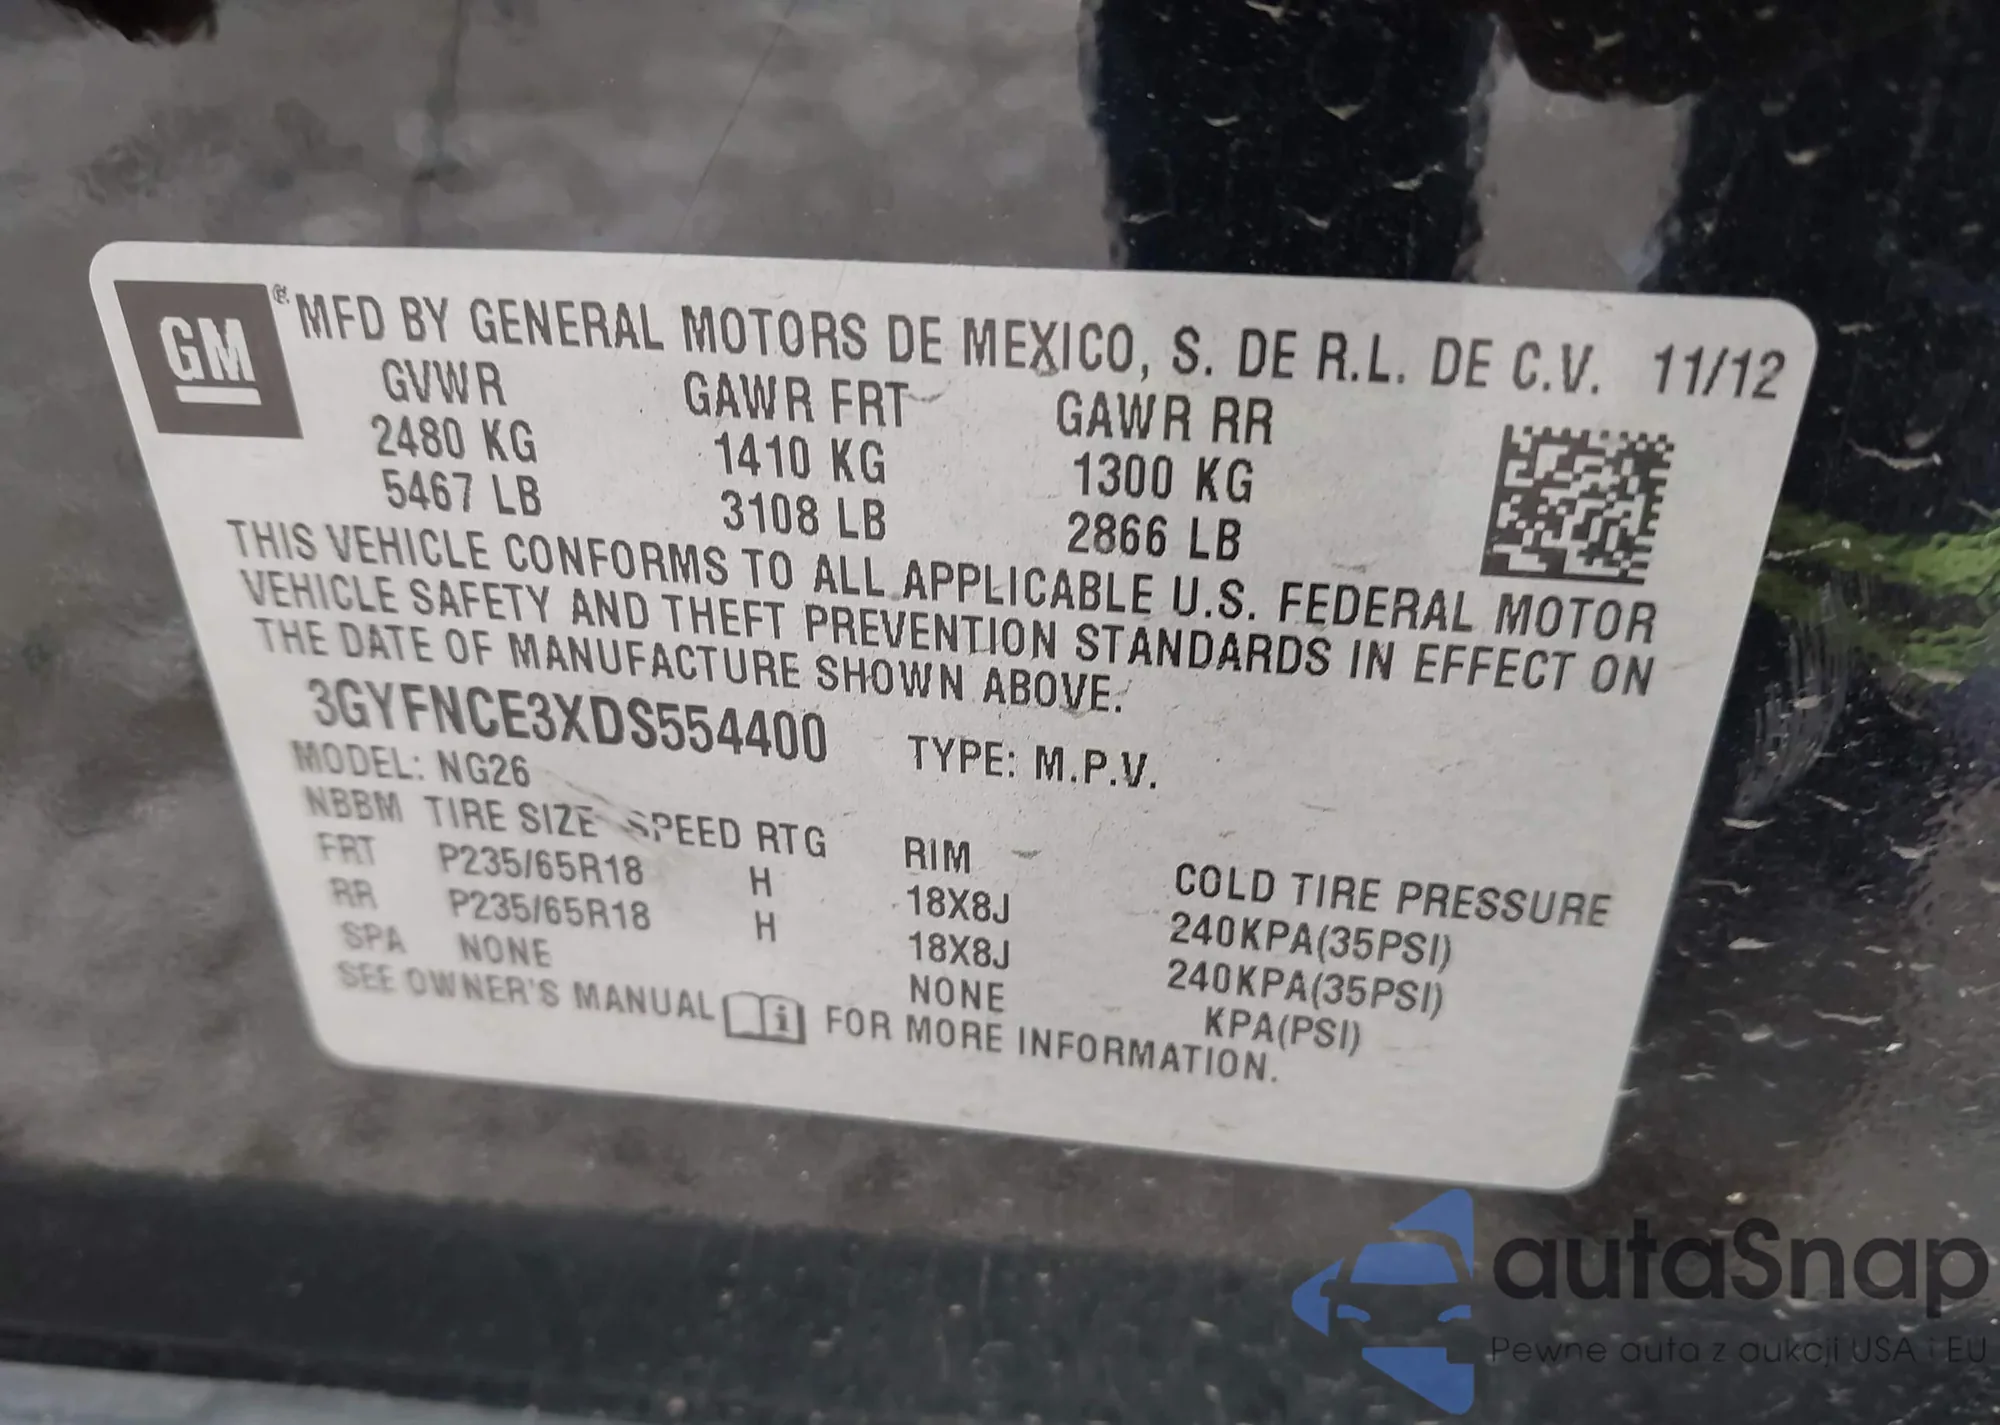 GM ® MFD BY GENERAL MOTORS DE MEXICO, S. DE R.L. DE C.V. 11/12
GVWR GAWR FRT GAWR RR
2480 KG 1410 KG 1300 KG
5467 LB 3108 LB 2866 LB
THIS VEHICLE CONFORMS TO ALL APPLICABLE U.S. FEDERAL MOTOR
VEHICLE SAFETY AND THEFT PREVENTION STANDARDS IN EFFECT ON
THE DATE OF MANUFACTURE SHOWN ABOVE.
3GYFNCE3XDS554400 TYPE: M.P.V.
MODEL: NG26
NBBM TIRE SIZE SPEED RTG RIM COLD TIRE PRESSURE
FRT P235/65R18 H 18X8J 240KPA(35PSI)
RR P235/65R18 H 18X8J 240KPA(35PSI)
SPA NONE NONE KPA(PSI)
SEE OWNER'S MANUAL i FOR MORE INFORMATION.
autaSnap
Pewne auta z aukcji USA i EU